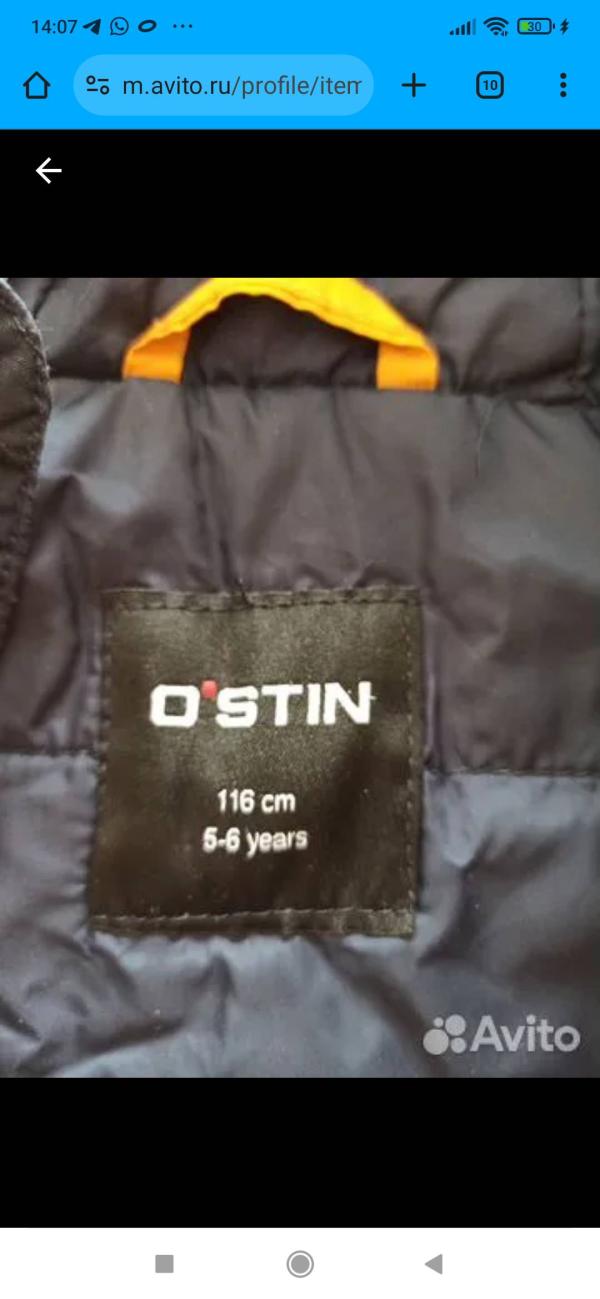 14:07
30
m.avito.ru/profile/item
10
O'STIN
116 cm
5-6 years
Avito